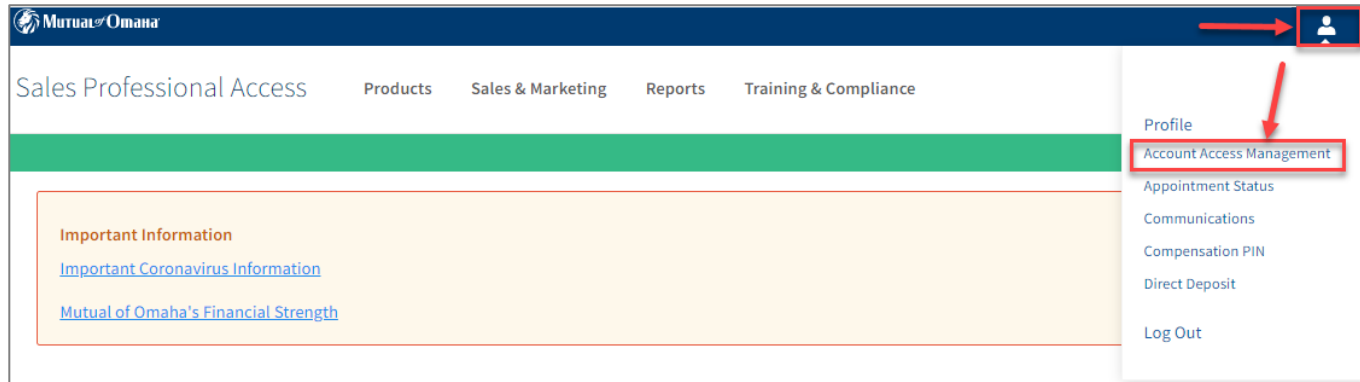 Mutual of Omaha
Sales Professional Access
Products
Sales & Marketing
Reports
Training & Compliance
Profile
Account Access Management
Appointment Status
Communications
Compensation PIN
Direct Deposit
Log Out
Important Information
Important Coronavirus Information
Mutual of Omaha's Financial Strength